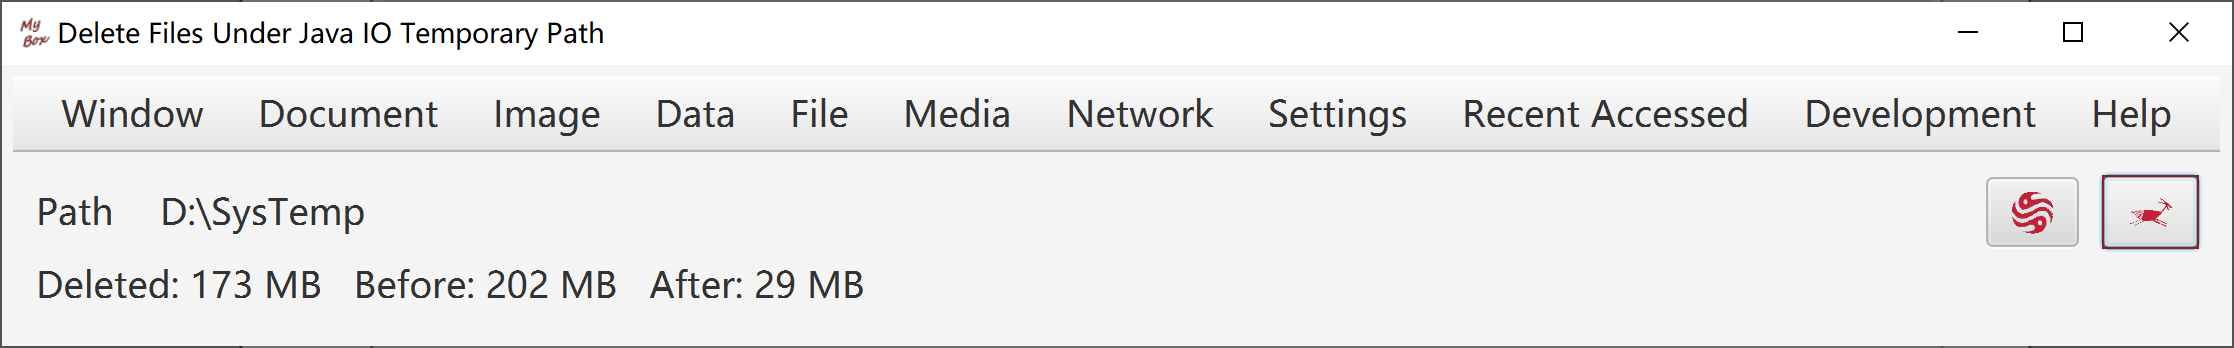 My Box Delete Files Under Java IO Temporary Path
Window Document Image Data File Media Network Settings Recent Accessed Development Help
Path D:\SysTemp
Deleted: 173 MB Before: 202 MB After: 29 MB